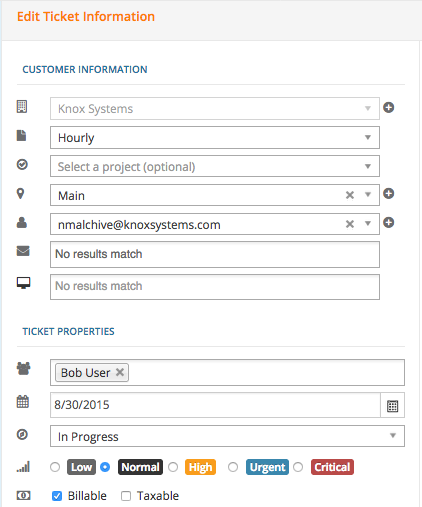 Edit Ticket Information
CUSTOMER INFORMATION
Knox Systems
Hourly
Select a project (optional)
Main
nmalchive@knoxsystems.com
No results match
No results match
TICKET PROPERTIES
Bob User
8/30/2015
In Progress
Low Normal High Urgent Critical
Billable Taxable